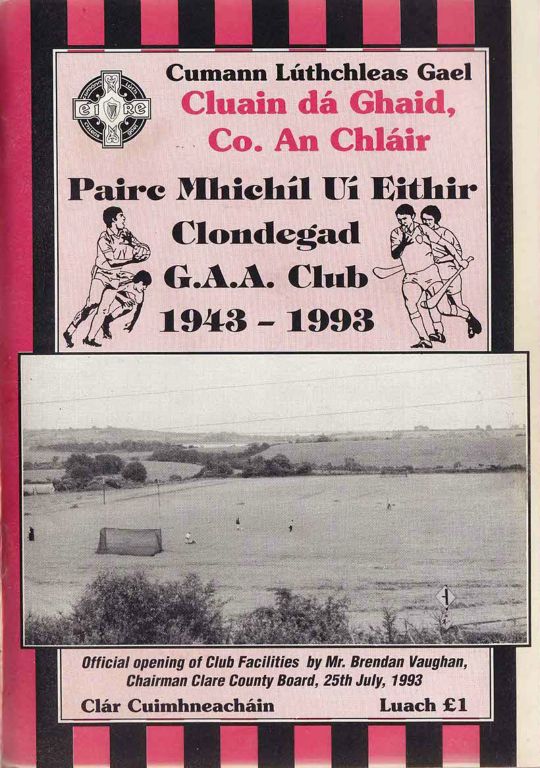 Cumann Lúthchleas Gael
Cluain dá Ghaid,
Co. An Chláir
EIRE
Pairc Mhichíl Uí Eithir
Clondegad
G.A.A. Club
1943 - 1993
Official opening of Club Facilities by Mr. Brendan Vaughan,
Chairman Clare County Board, 25th July, 1993
Clár Cuimhneacháin Luach £1